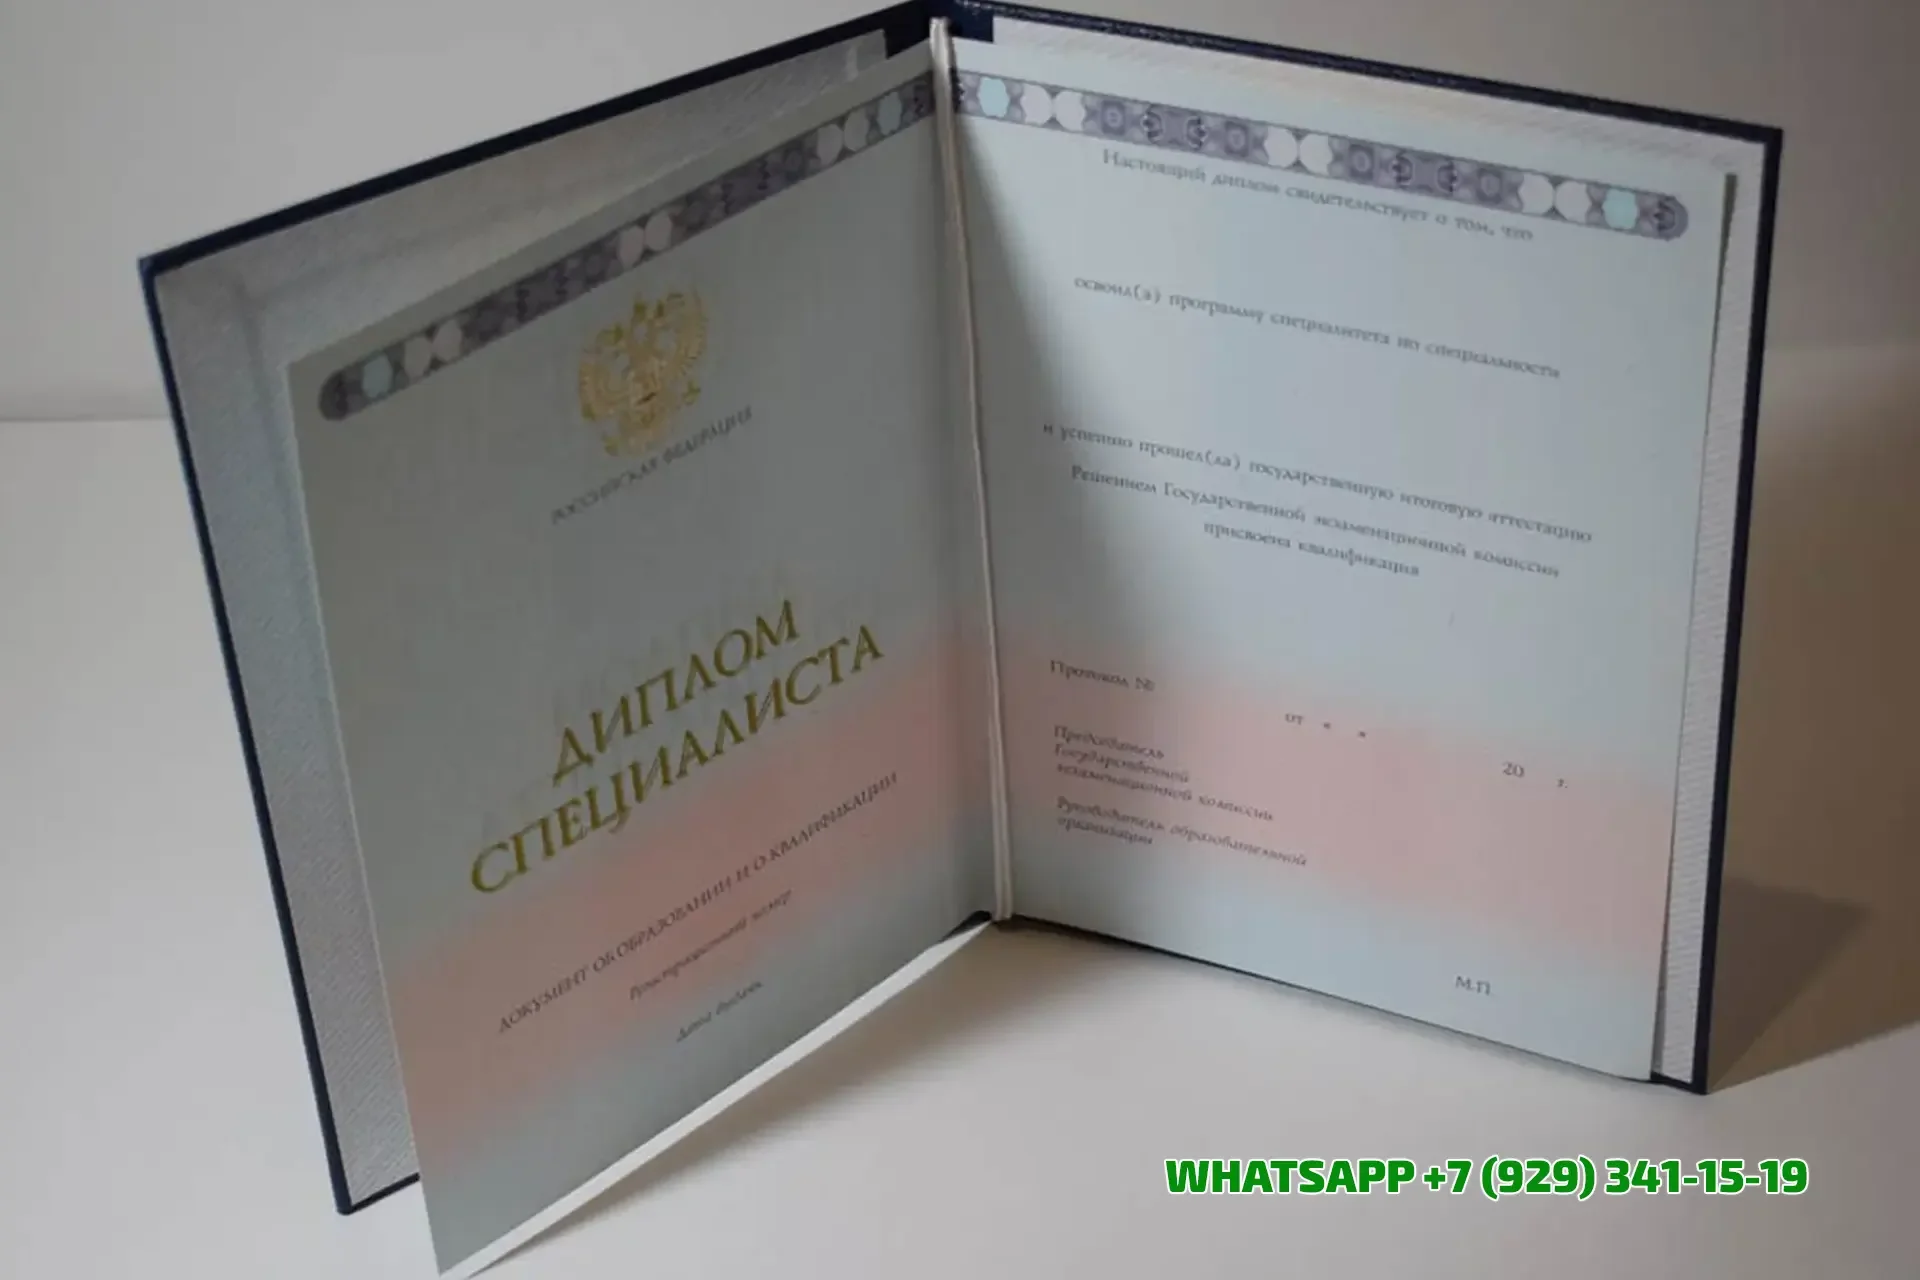 РОССИЙСКАЯ ФЕДЕРАЦИЯ
ДИПЛОМ
СПЕЦИАЛИСТА
ДОКУМЕНТ ОБ ОБРАЗОВАНИИ И О КВАЛИФИКАЦИИ
Регистрационный номер
Дата выдачи
Настоящий диплом свидетельствует о том, что
освоил(а) программу специалитета по специальности
и успешно прошел(ла) государственную итоговую аттестацию
Решением Государственной экзаменационной комиссии
присвоена квалификация
Протокол №
от « »
20 г.
Председатель
Государственной
экзаменационной комиссии
Руководитель образовательной
организации
М.П.
WHATSAPP +7 (929) 341-15-19